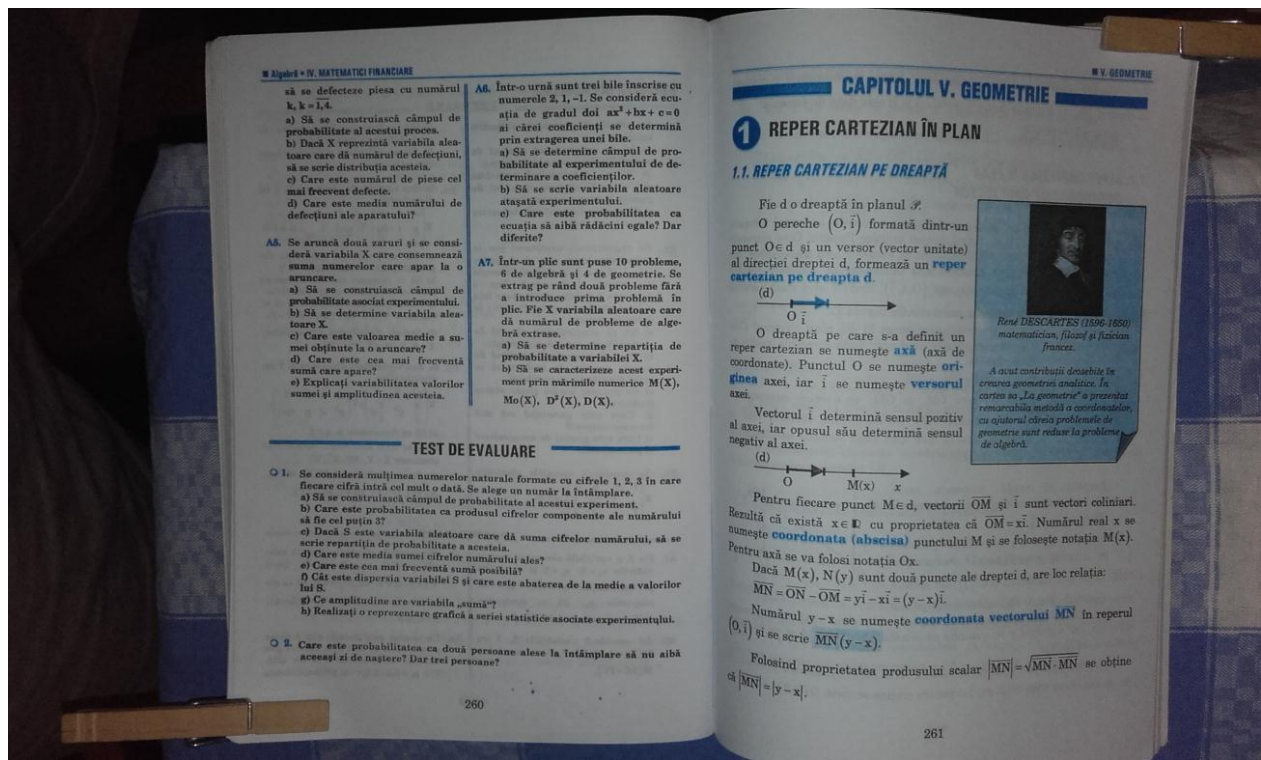 ■ Algebră • IV. MATEMATICI FINANCIARE
să se defecteze piesa cu numărul
k, k = 1,4.
a) Să se construiască câmpul de
probabilitate al acestui proces.
b) Dacă X reprezintă variabila alea-
toare care dă numărul de defecțiuni,
să se scrie distribuția acesteia.
c) Care este numărul de piese cel
mai frecvent defecte.
d) Care este media numărului de
defecțiuni ale aparatului?
A5. Se aruncă două zaruri și se consi-
deră variabila X care consemnează
suma numerelor care apar la o
aruncare.
a) Să se construiască câmpul de
probabilitate asociat experimentului.
b) Să se determine variabila alea-
toare X.
c) Care este valoarea medie a su-
mei obținute la o aruncare?
d) Care este cea mai frecventă
sumă care apare?
e) Explicați variabilitatea valorilor
sumei și amplitudinea acesteia.
A6. Într-o urnă sunt trei bile înscrise cu
numerele 2, 1, –1. Se consideră ecu-
ația de gradul doi ax² + bx + c = 0
ai cărei coeficienți se determină
prin extragerea unei bile.
a) Să se determine câmpul de pro-
babilitate al experimentului de de-
terminare a coeficienților.
b) Să se scrie variabila aleatoare
atașată experimentului.
c) Care este probabilitatea ca
ecuația să aibă rădăcini egale? Dar
diferite?
A7. Într-un plic sunt puse 10 probleme,
6 de algebră și 4 de geometrie. Se
extrag pe rând două probleme fără
a introduce prima problemă în
plic. Fie X variabila aleatoare care
dă numărul de probleme de alge-
bră extrase.
a) Să se determine repartiția de
probabilitate a variabilei X.
b) Să se caracterizeze acest experi-
ment prin mărimile numerice M(X),
Mo(X), D²(X), D(X).
TEST DE EVALUARE
O 1. Se consideră mulțimea numerelor naturale formate cu cifrele 1, 2, 3 în care
fiecare cifră intră cel mult o dată. Se alege un număr la întâmplare.
a) Să se construiască câmpul de probabilitate al acestui experiment.
b) Care este probabilitatea ca produsul cifrelor componente ale numărului
să fie cel puțin 3?
c) Dacă S este variabila aleatoare care dă suma cifrelor numărului, să se
scrie repartiția de probabilitate a acesteia.
d) Care este media sumei cifrelor numărului ales?
e) Care este cea mai frecventă sumă posibilă?
f) Cât este dispersia variabilei S și care este abaterea de la medie a valorilor
lui S.
g) Ce amplitudine are variabila „sumă”?
h) Realizați o reprezentare grafică a seriei statistice asociate experimentului.
O 2. Care este probabilitatea ca două persoane alese la întâmplare să nu aibă
aceeași zi de naștere? Dar trei persoane?
260
■ V. GEOMETRIE
CAPITOLUL V. GEOMETRIE
1 REPER CARTEZIAN ÎN PLAN
1.1. REPER CARTEZIAN PE DREAPTĂ
Fie d o dreaptă în planul 𝒫.
O pereche (O, i⃗) formată dintr-un
punct O∈d și un versor (vector unitate)
al direcției dreptei d, formează un reper
cartezian pe dreapta d.
(d)
O i⃗
O dreaptă pe care s-a definit un
reper cartezian se numește axă (axă de
coordonate). Punctul O se numește ori-
ginea axei, iar i⃗ se numește versorul
axei.
Vectorul i⃗ determină sensul pozitiv
al axei, iar opusul său determină sensul
negativ al axei.
René DESCARTES (1596-1650)
matematician, filozof și fizician
francez.
A avut contribuții deosebite în
crearea geometriei analitice. În
cartea sa „La geometrie” a prezentat
remarcabila metodă a coordonatelor,
cu ajutorul căreia problemele de
geometrie sunt reduse la probleme
de algebră.
(d)
O M(x) x
Pentru fiecare punct M∈d, vectorii OM și i⃗ sunt vectori coliniari.
Rezultă că există x∈ cu proprietatea că OM = xi⃗. Numărul real x se
numește coordonata (abscisa) punctului M și se folosește notația M(x).
Pentru axă se va folosi notația Ox.
Dacă M(x), N(y) sunt două puncte ale dreptei d, are loc relația:
MN = ON – OM = yi⃗ – xi⃗ = (y – x)i⃗.
Numărul y – x se numește coordonata vectorului MN în reperul
(O, i⃗) și se scrie MN(y – x).
Folosind proprietatea produsului scalar |MN| = √MN · MN se obține
că |MN| = |y – x|.
261